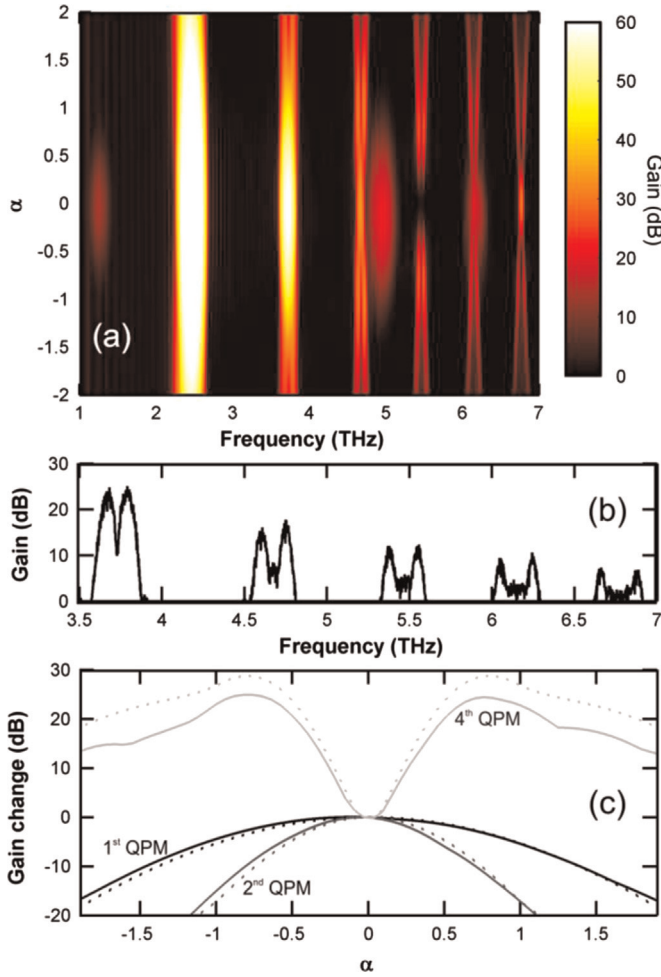 2
1.5
1
0.5
0
-0.5
-1
-1.5
-2
α
(a)
1 2 3 4 5 6 7
Frequency (THz)
60
50
40
30
20
10
0
Gain (dB)
30
20
10
0
Gain (dB)
(b)
3.5 4 4.5 5 5.5 6 6.5 7
Frequency (THz)
30
20
10
0
-10
-20
Gain change (dB)
4th QPM
(c)
1st QPM
2nd QPM
-1.5 -1 -0.5 0 0.5 1 1.5
α